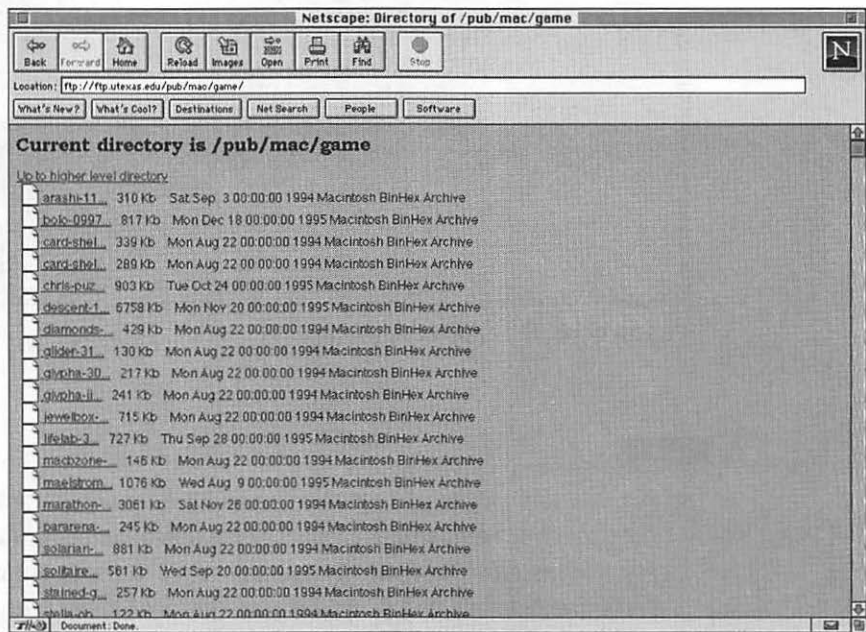 Netscape: Directory of /pub/mac/game
Back Forward Home Reload Images Open Print Find Stop
N
Location: ftp://ftp.utexas.edu/pub/mac/game/
What's New? What's Cool? Destinations Net Search People Software
Current directory is /pub/mac/game
Up to higher level directory
arashi-11... 310 Kb Sat Sep 3 00:00:00 1994 Macintosh BinHex Archive
bolo-0997... 817 Kb Mon Dec 18 00:00:00 1995 Macintosh BinHex Archive
card-shel... 339 Kb Mon Aug 22 00:00:00 1994 Macintosh BinHex Archive
card-shel... 289 Kb Mon Aug 22 00:00:00 1994 Macintosh BinHex Archive
chris-puz... 903 Kb Tue Oct 24 00:00:00 1995 Macintosh BinHex Archive
descent-1... 6758 Kb Mon Nov 20 00:00:00 1995 Macintosh BinHex Archive
diamonds-... 429 Kb Mon Aug 22 00:00:00 1994 Macintosh BinHex Archive
glider-31... 130 Kb Mon Aug 22 00:00:00 1994 Macintosh BinHex Archive
glypha-30... 217 Kb Mon Aug 22 00:00:00 1994 Macintosh BinHex Archive
glypha-ii... 241 Kb Mon Aug 22 00:00:00 1994 Macintosh BinHex Archive
jewelbox-... 715 Kb Mon Aug 22 00:00:00 1994 Macintosh BinHex Archive
lifelab-3... 727 Kb Thu Sep 28 00:00:00 1995 Macintosh BinHex Archive
macbzone-... 146 Kb Mon Aug 22 00:00:00 1994 Macintosh BinHex Archive
maelstrom... 1076 Kb Wed Aug 9 00:00:00 1995 Macintosh BinHex Archive
marathon-... 3061 Kb Sat Nov 26 00:00:00 1994 Macintosh BinHex Archive
pararena-... 245 Kb Mon Aug 22 00:00:00 1994 Macintosh BinHex Archive
solarian-... 881 Kb Mon Aug 22 00:00:00 1994 Macintosh BinHex Archive
solitaire... 561 Kb Wed Sep 20 00:00:00 1995 Macintosh BinHex Archive
stained-g... 257 Kb Mon Aug 22 00:00:00 1994 Macintosh BinHex Archive
stella-ob... 122 Kb Mon Aug 22 00:00:00 1994 Macintosh BinHex Archive
Document: Done.